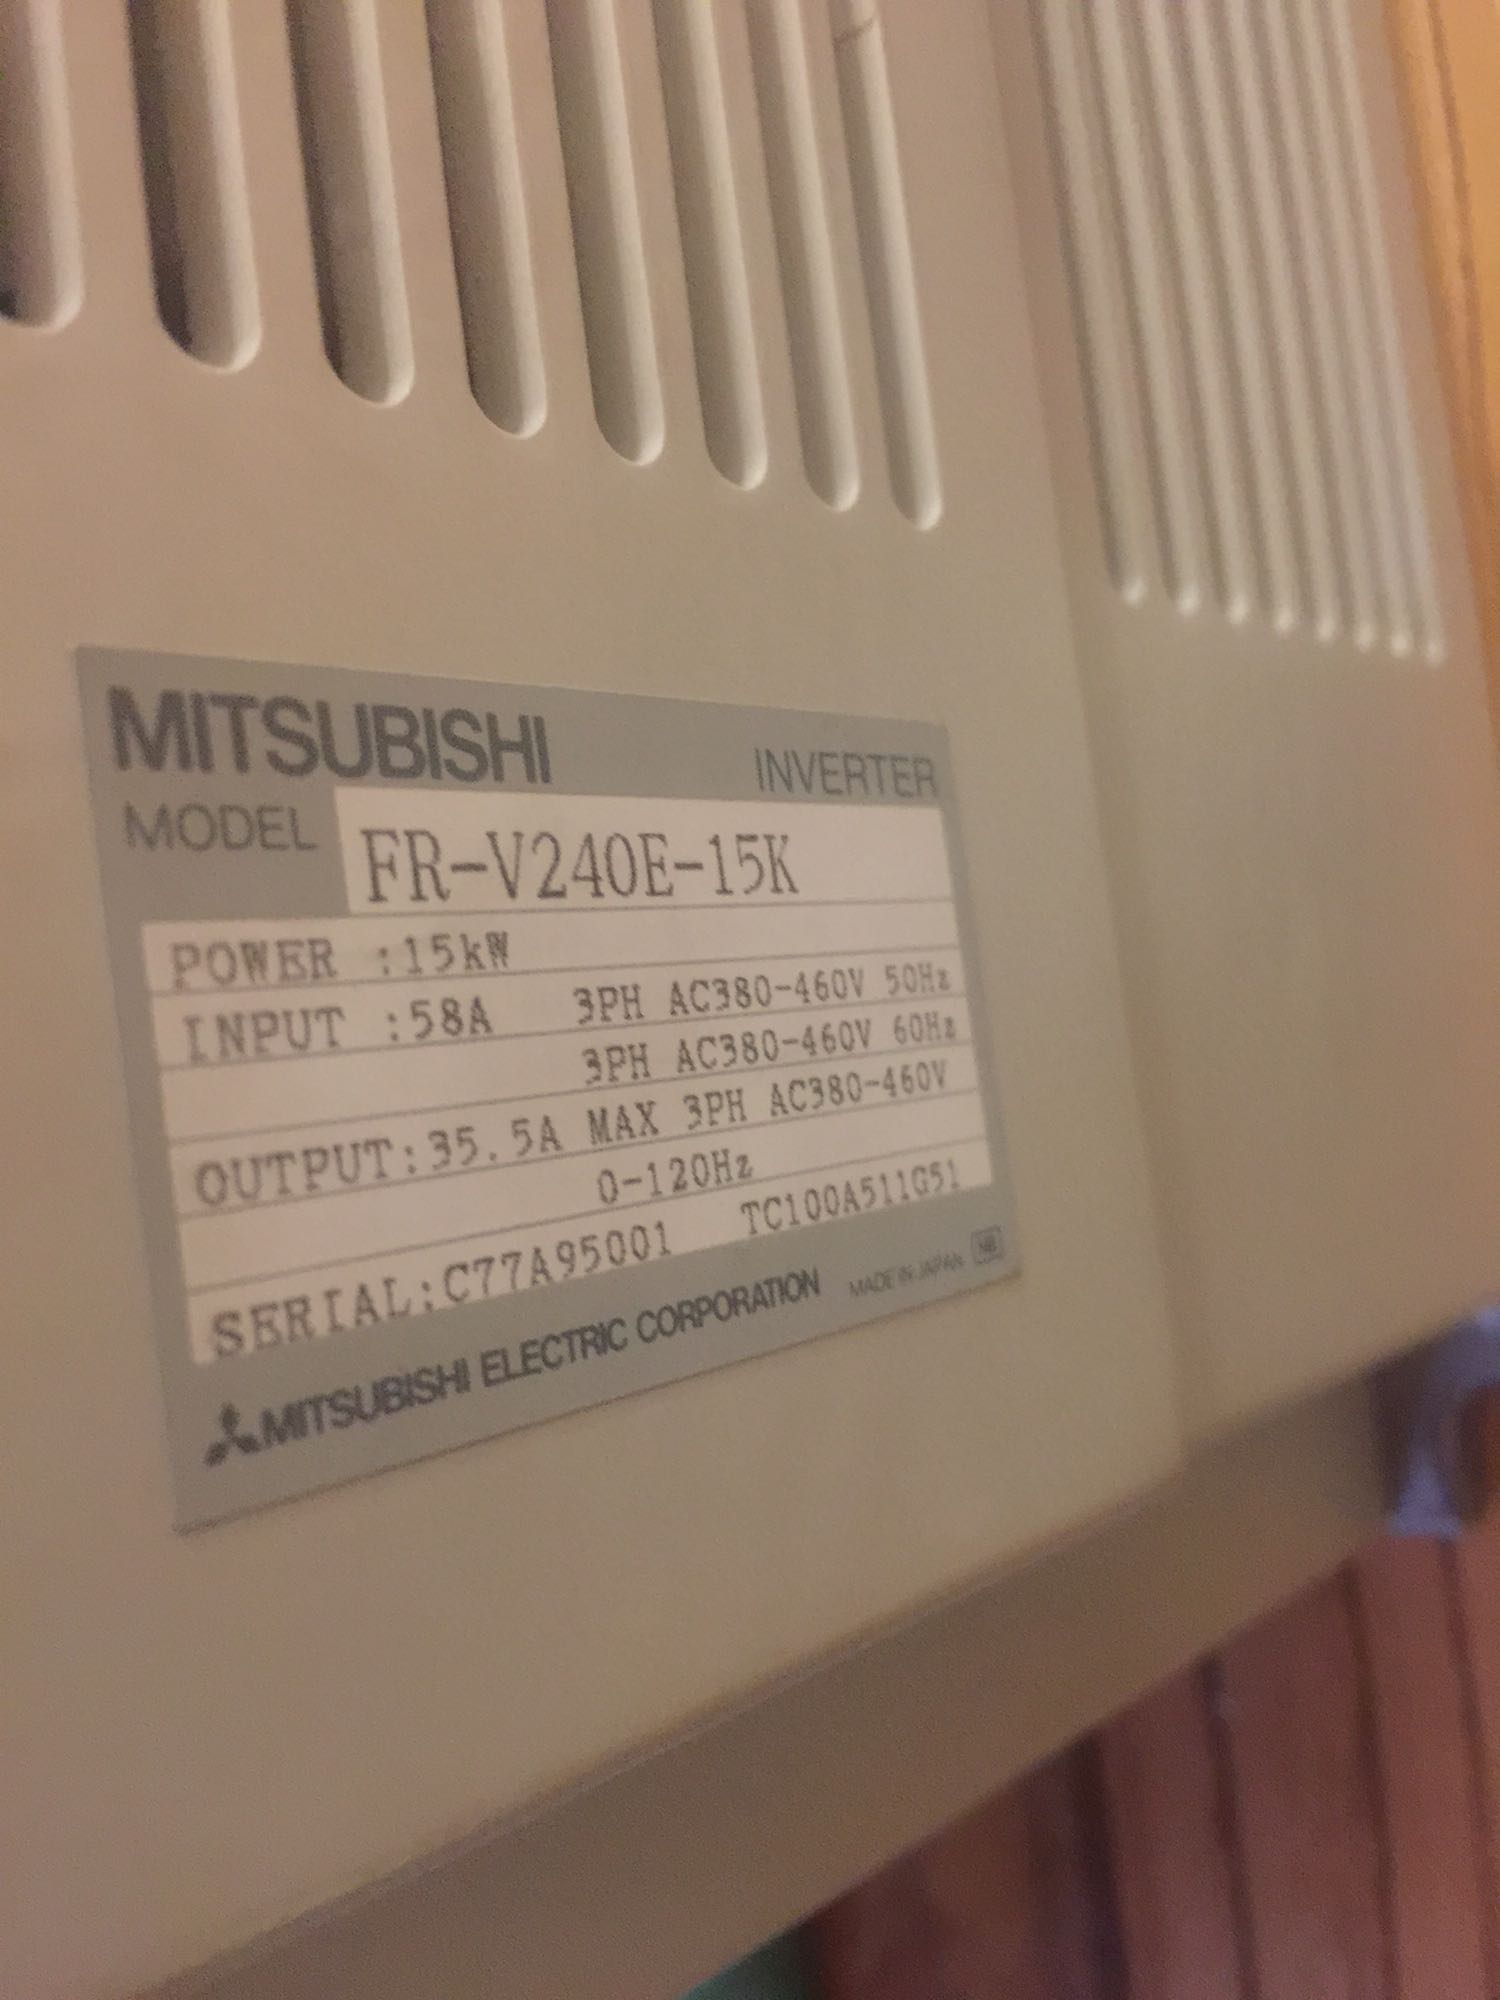 MITSUBISHI INVERTER
MODEL FR-V240E-15K
POWER :15kW
INPUT :58A 3PH AC380-460V 50Hz
3PH AC380-460V 60Hz
OUTPUT:35.5A MAX 3PH AC380-460V
0-120Hz
SERIAL:C77A95001 TC100A511G51
MITSUBISHI ELECTRIC CORPORATION MADE IN JAPAN